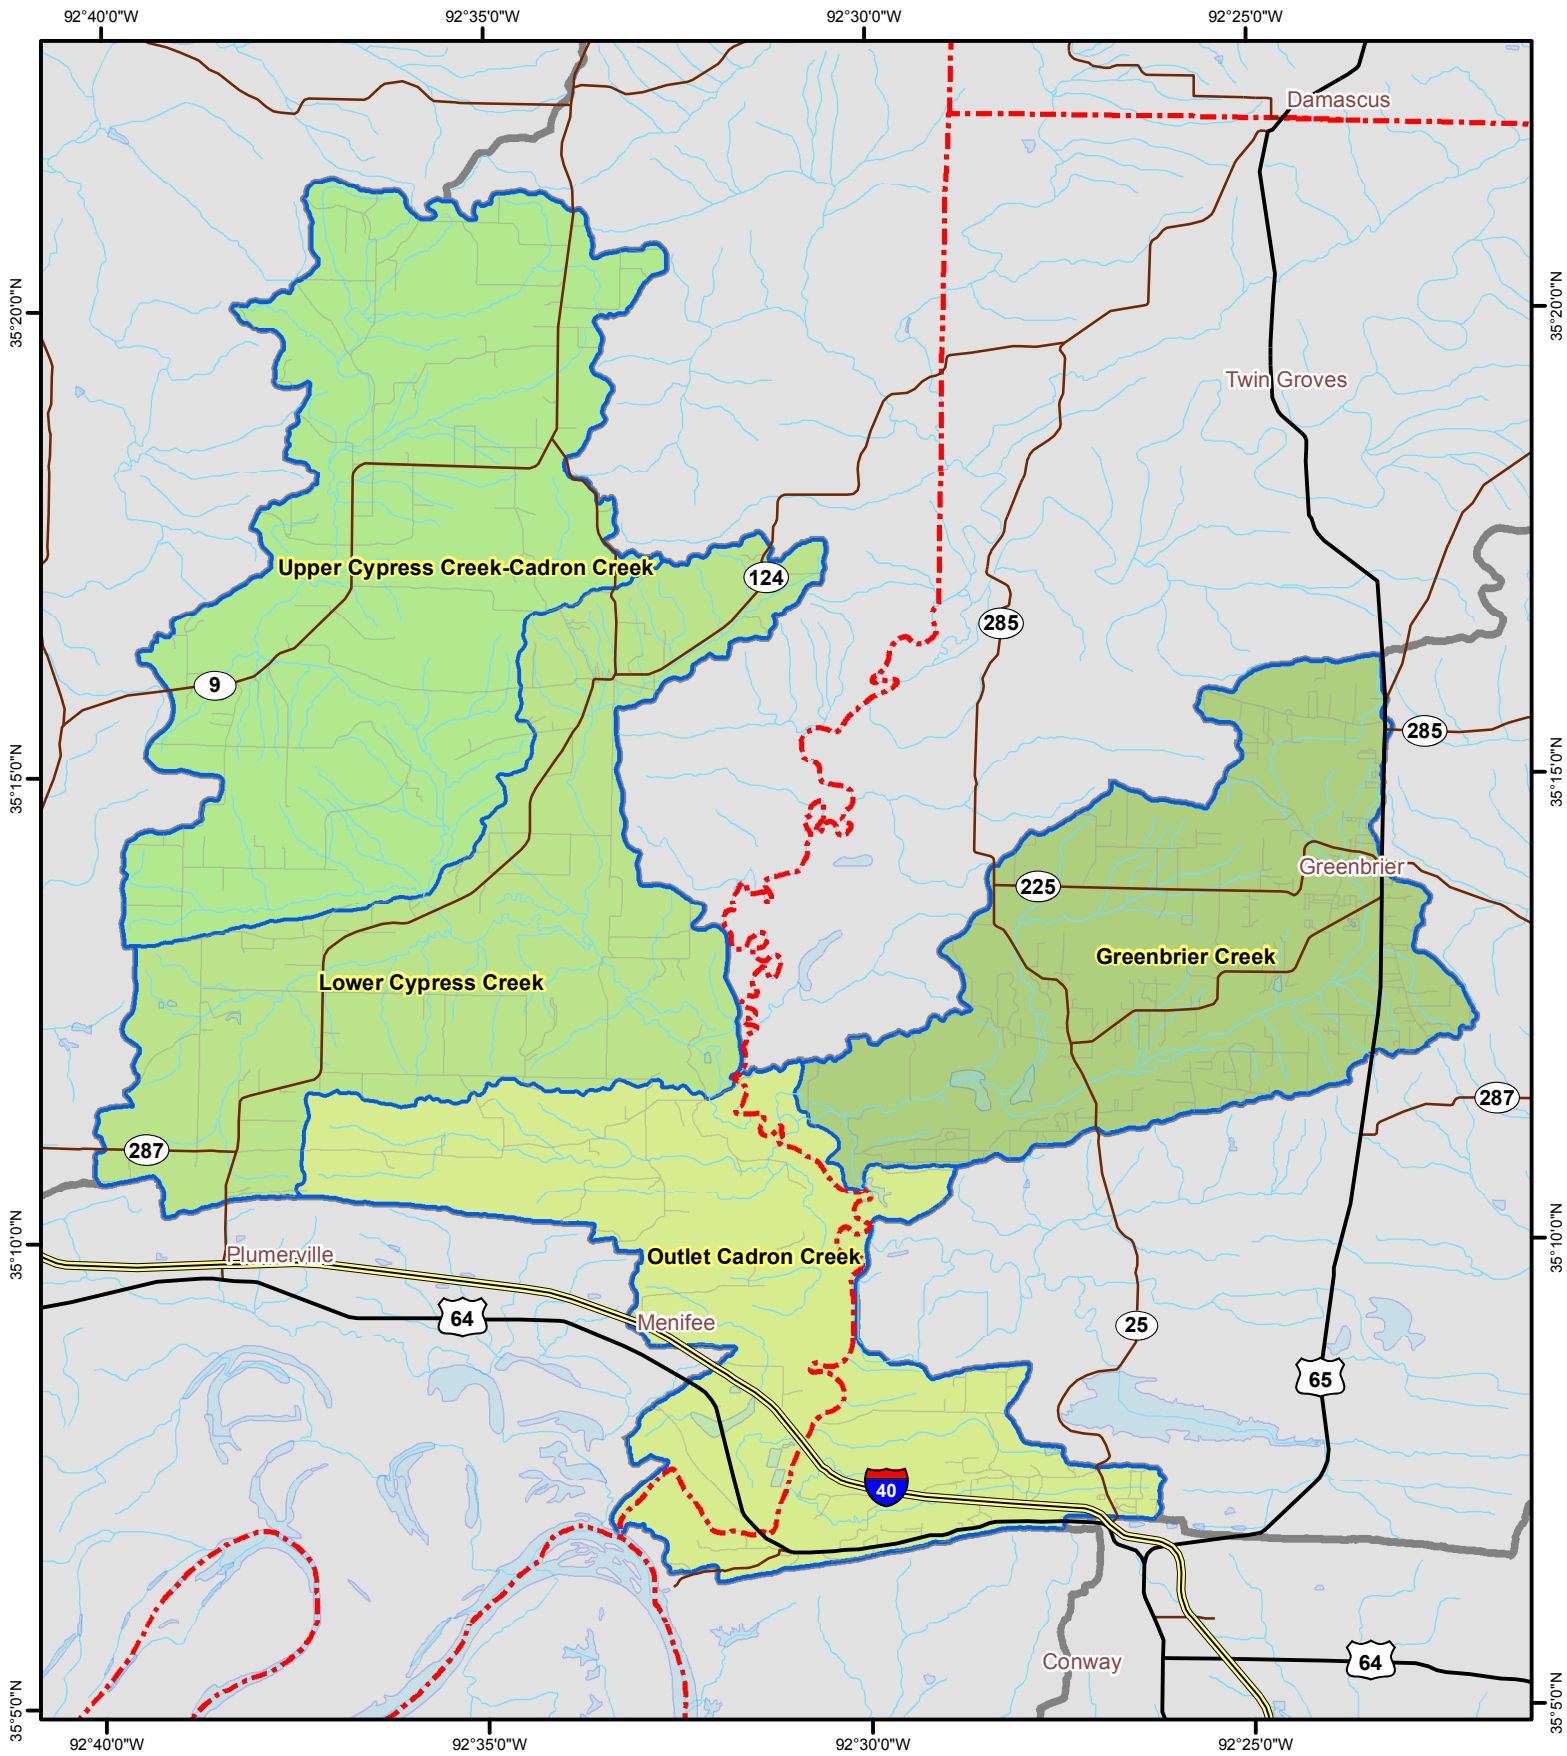 92°40'0"W
92°35'0"W
92°30'0"W
92°25'0"W
Damascus
35°20'0"N
35°20'0"N
Twin Groves
Upper Cypress Creek-Cadron Creek
124
285
9
285
35°15'0"N
35°15'0"N
Greenbrier
225
Greenbrier Creek
Lower Cypress Creek
287
287
35°10'0"N
35°10'0"N
Plumerville
Outlet Cadron Creek
64
Menifee
25
65
40
Conway
64
35°5'0"N
35°5'0"N
92°40'0"W
92°35'0"W
92°30'0"W
92°25'0"W